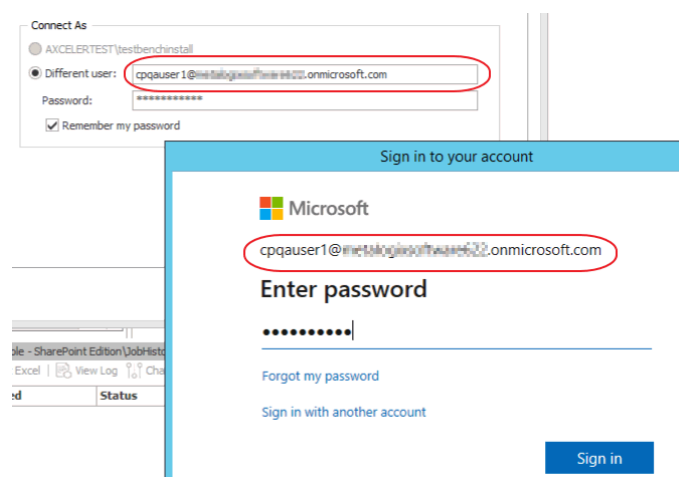 Connect As
AXCELERTEST\testbenchinstall
Different user:
cpqauser1@ .onmicrosoft.com
Password:
***********
Remember my password
Sign in to your account
Microsoft
cpqauser1@ .onmicrosoft.com
Enter password
••••••••••
Forgot my password
Sign in with another account
Sign in
ple - SharePoint Edition\JobHisto
Excel | View Log Cha
ed Status